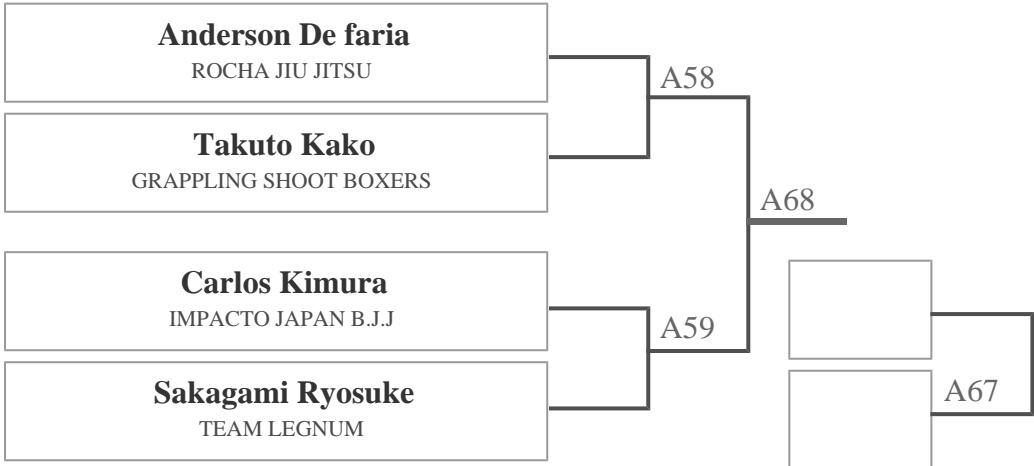 Anderson De faria
ROCHA JIU JITSU
A58
Takuto Kako
GRAPPLING SHOOT BOXERS
A68
Carlos Kimura
IMPACTO JAPAN B.J.J
A59
Sakagami Ryosuke
TEAM LEGNUM
A67